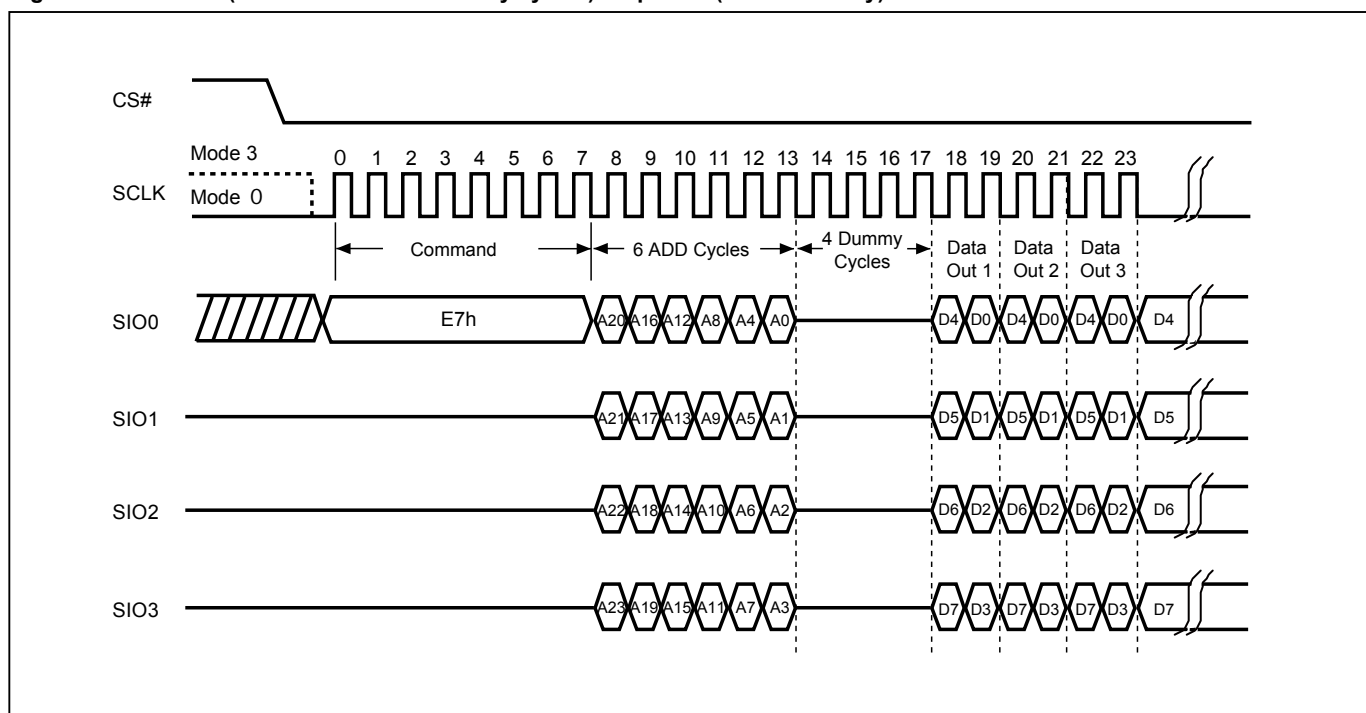 CS#
Mode 3
0 1 2 3 4 5 6 7 8 9 10 11 12 13 14 15 16 17 18 19 20 21 22 23
SCLK
Mode 0
Command
6 ADD Cycles
4 Dummy
Cycles
Data
Out 1
Data
Out 2
Data
Out 3
SIO0
E7h
A20 A16 A12 A8 A4 A0
D4 D0 D4 D0 D4 D0 D4
SIO1
A21 A17 A13 A9 A5 A1
D5 D1 D5 D1 D5 D1 D5
SIO2
A22 A18 A14 A10 A6 A2
D6 D2 D6 D2 D6 D2 D6
SIO3
A23 A19 A15 A11 A7 A3
D7 D3 D7 D3 D7 D3 D7